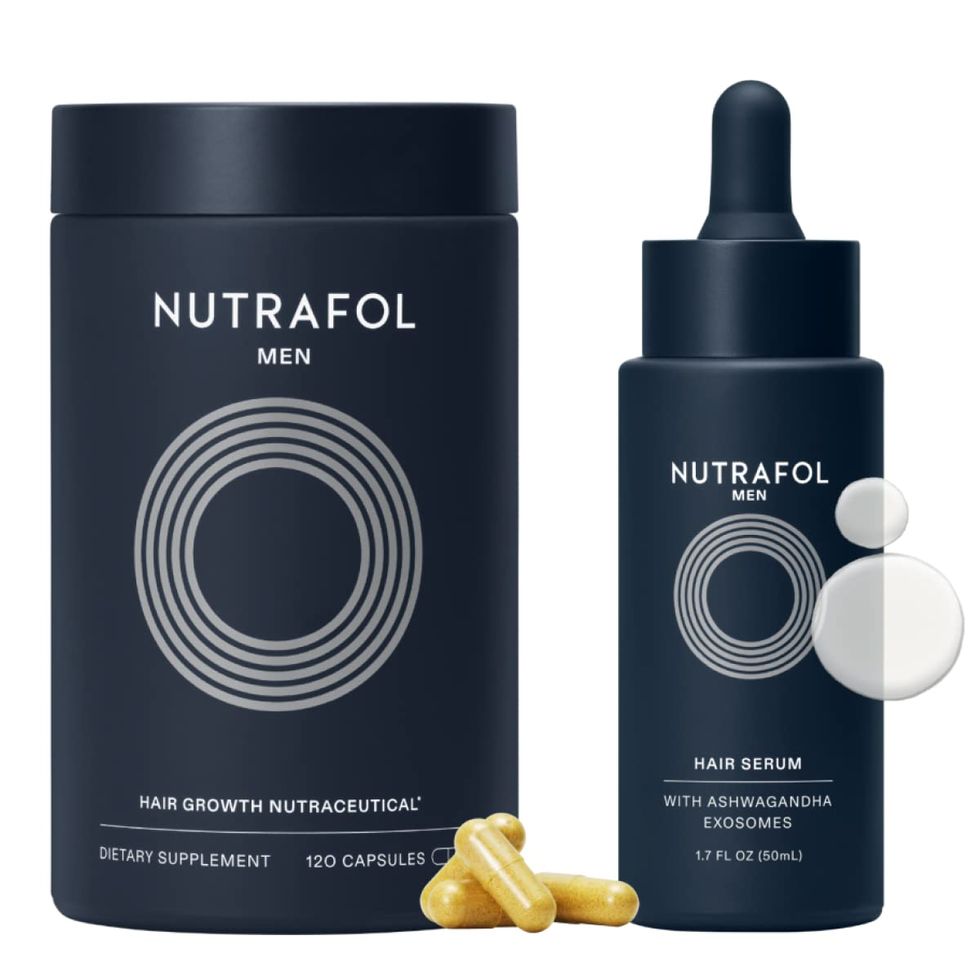 NUTRAFOL
MEN
HAIR GROWTH NUTRACEUTICAL*
DIETARY SUPPLEMENT 120 CAPSULES
NUTRAFOL
MEN
HAIR SERUM
WITH ASHWAGANDHA
EXOSOMES
1.7 FL OZ (50mL)